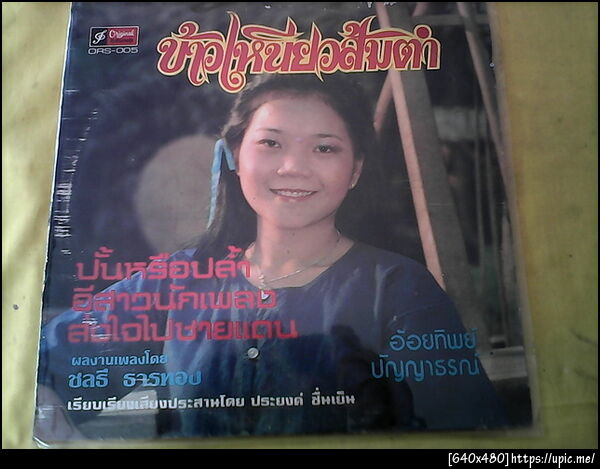 Original
ORS-005
ข้าวเหนียวส้มตำ
ปั้นหรือปล้ำ
อีสาวนักเพลง
ส่งใจไปชายแดน
ผลงานเพลงโดย
ชลธี ธารทอง
เรียบเรียงเสียงประสานโดย ประยงค์ ชื่นเย็น
อ้อยทิพย์
ปัญญาธรณ์
[640x480]https://upic.me/